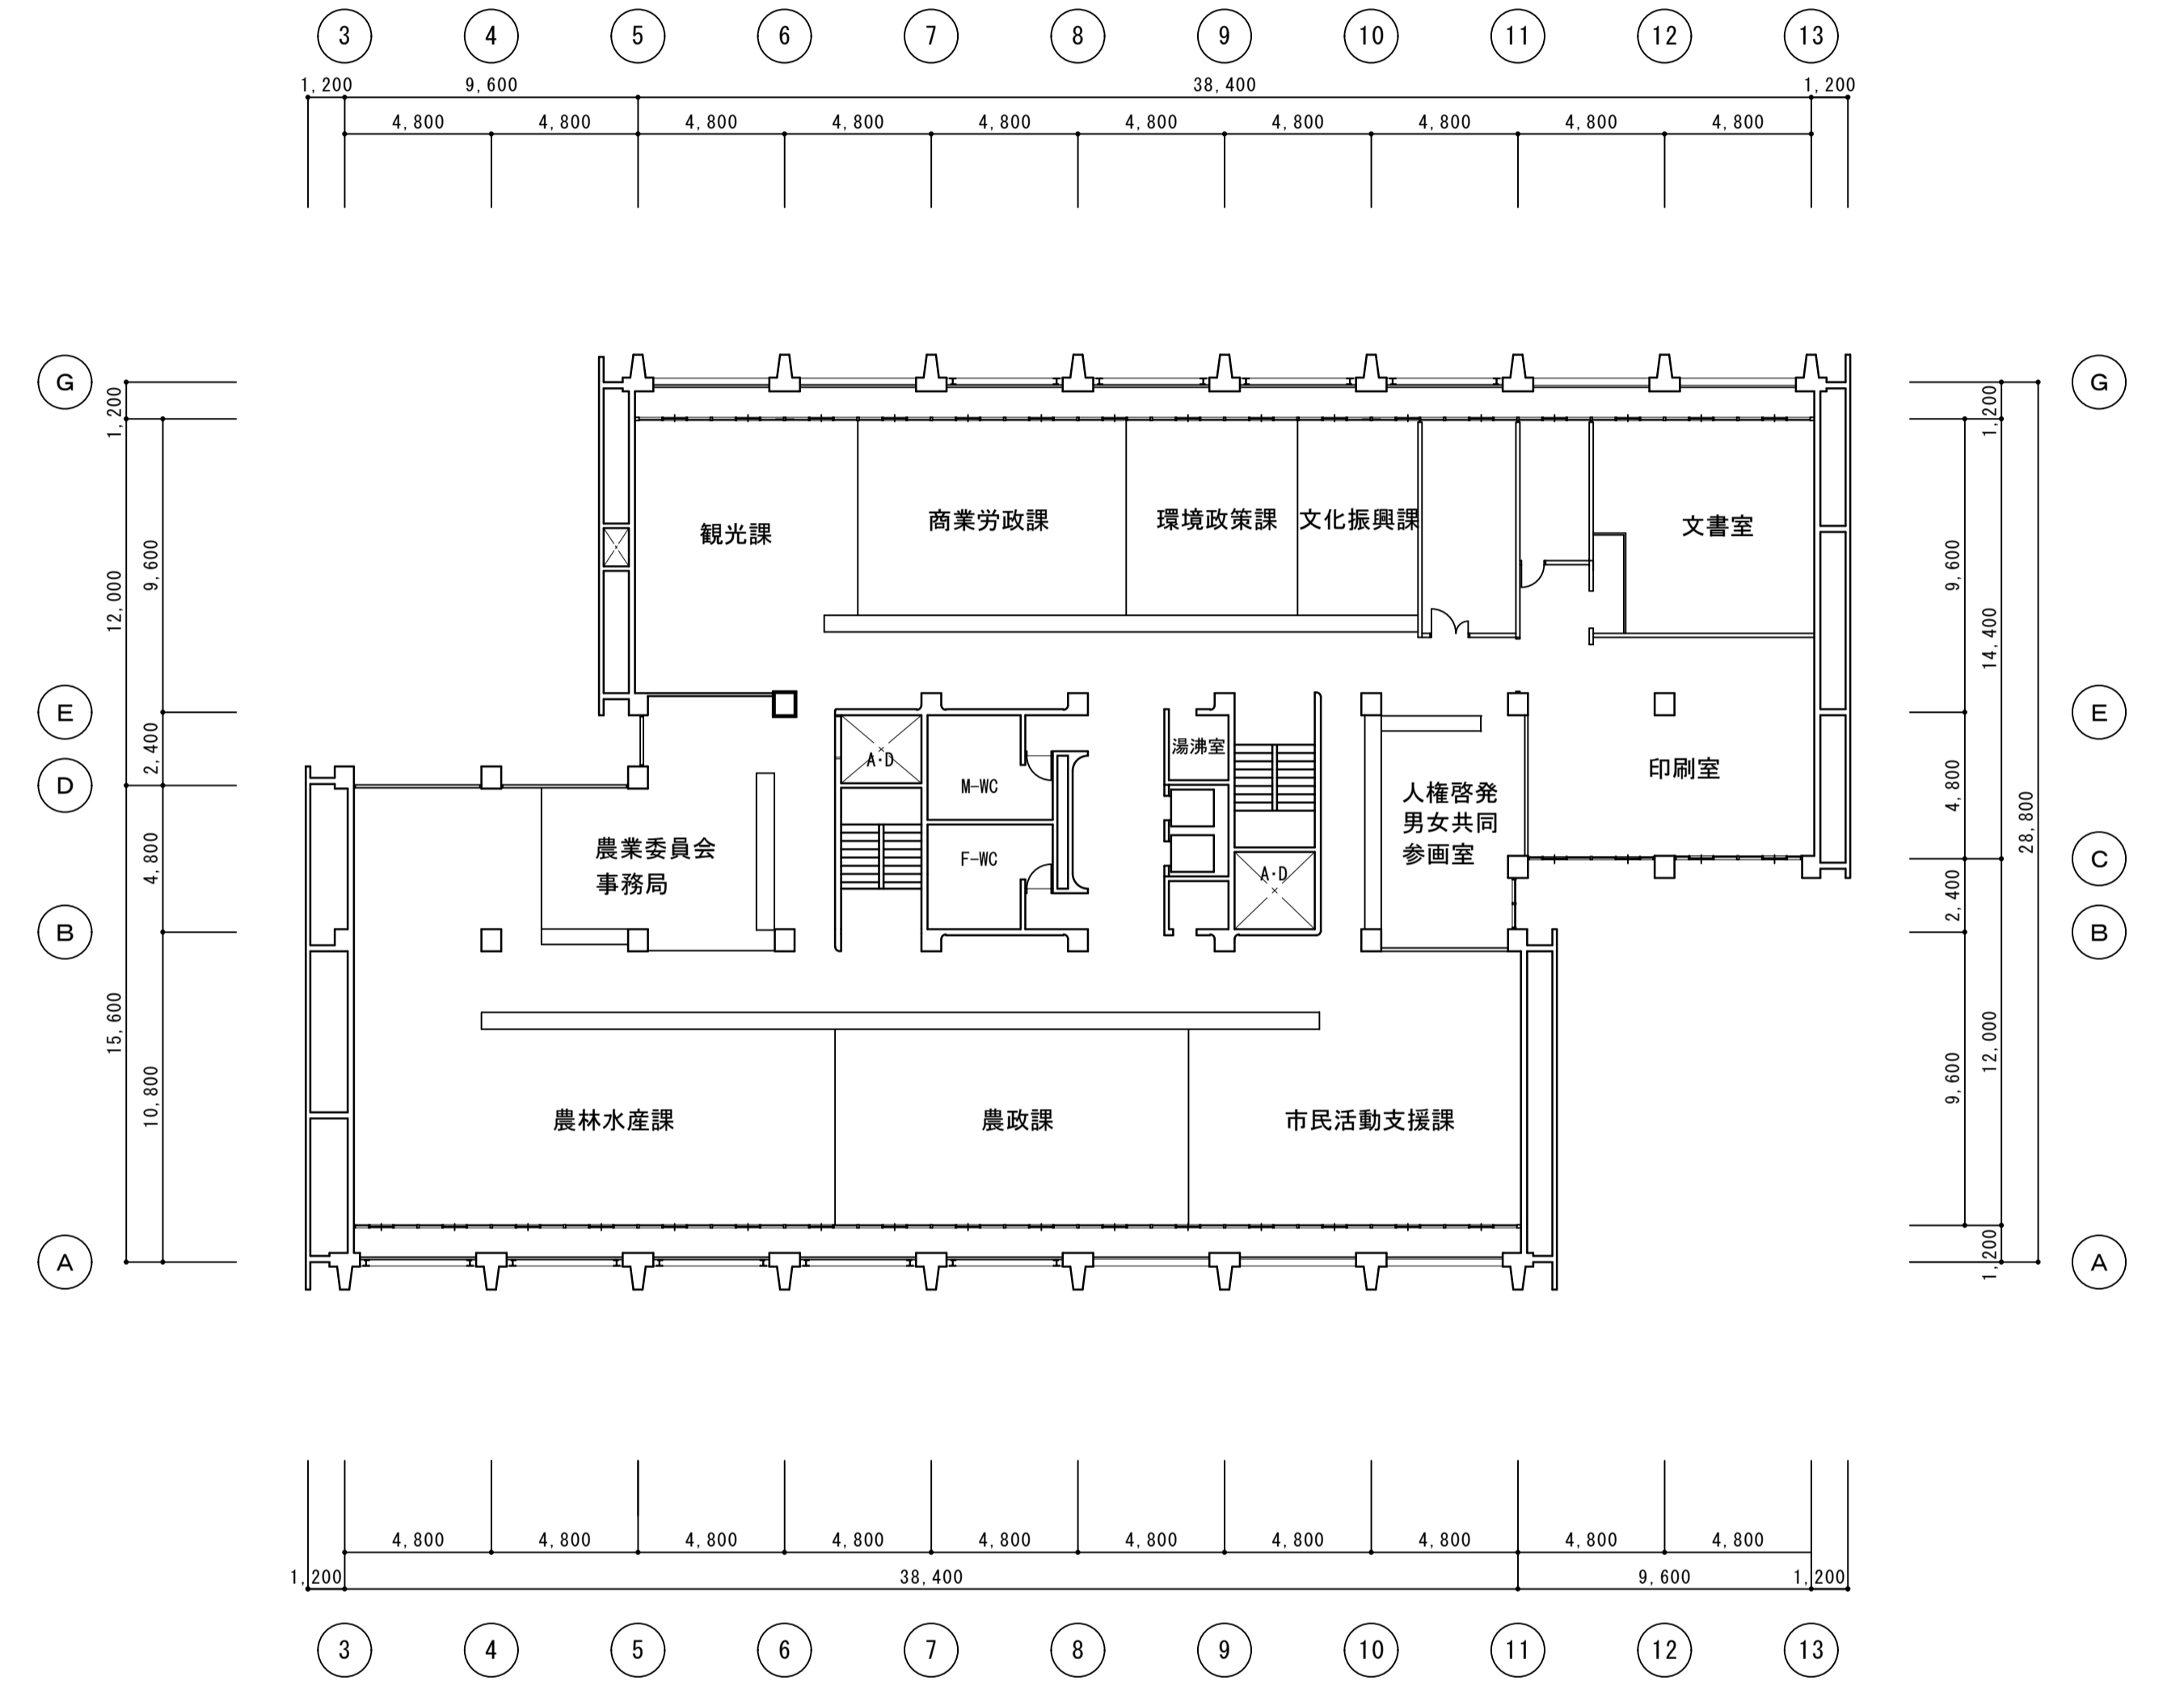 3 4 5 6 7 8 9 10 11 12 13
1,200 9,600 38,400 1,200
4,800 4,800 4,800 4,800 4,800 4,800 4,800 4,800 4,800 4,800
G G
1,200 1,200
観光課 商業労政課 環境政策課 文化振興課 文書室
12,000 9,600 9,600 14,400
E E
2,400
湯沸室
A・D
M-WC
印刷室
D
4,800
人権啓発
男女共同
参画室
28,800
農業委員会
事務局
4,800
F-WC
A・D
C
2,400
B B
15,600 10,800 9,600 12,000
農林水産課 農政課 市民活動支援課
1,200
A A
4,800 4,800 4,800 4,800 4,800 4,800 4,800 4,800 4,800 4,800
1,200 38,400 9,600 1,200
3 4 5 6 7 8 9 10 11 12 13